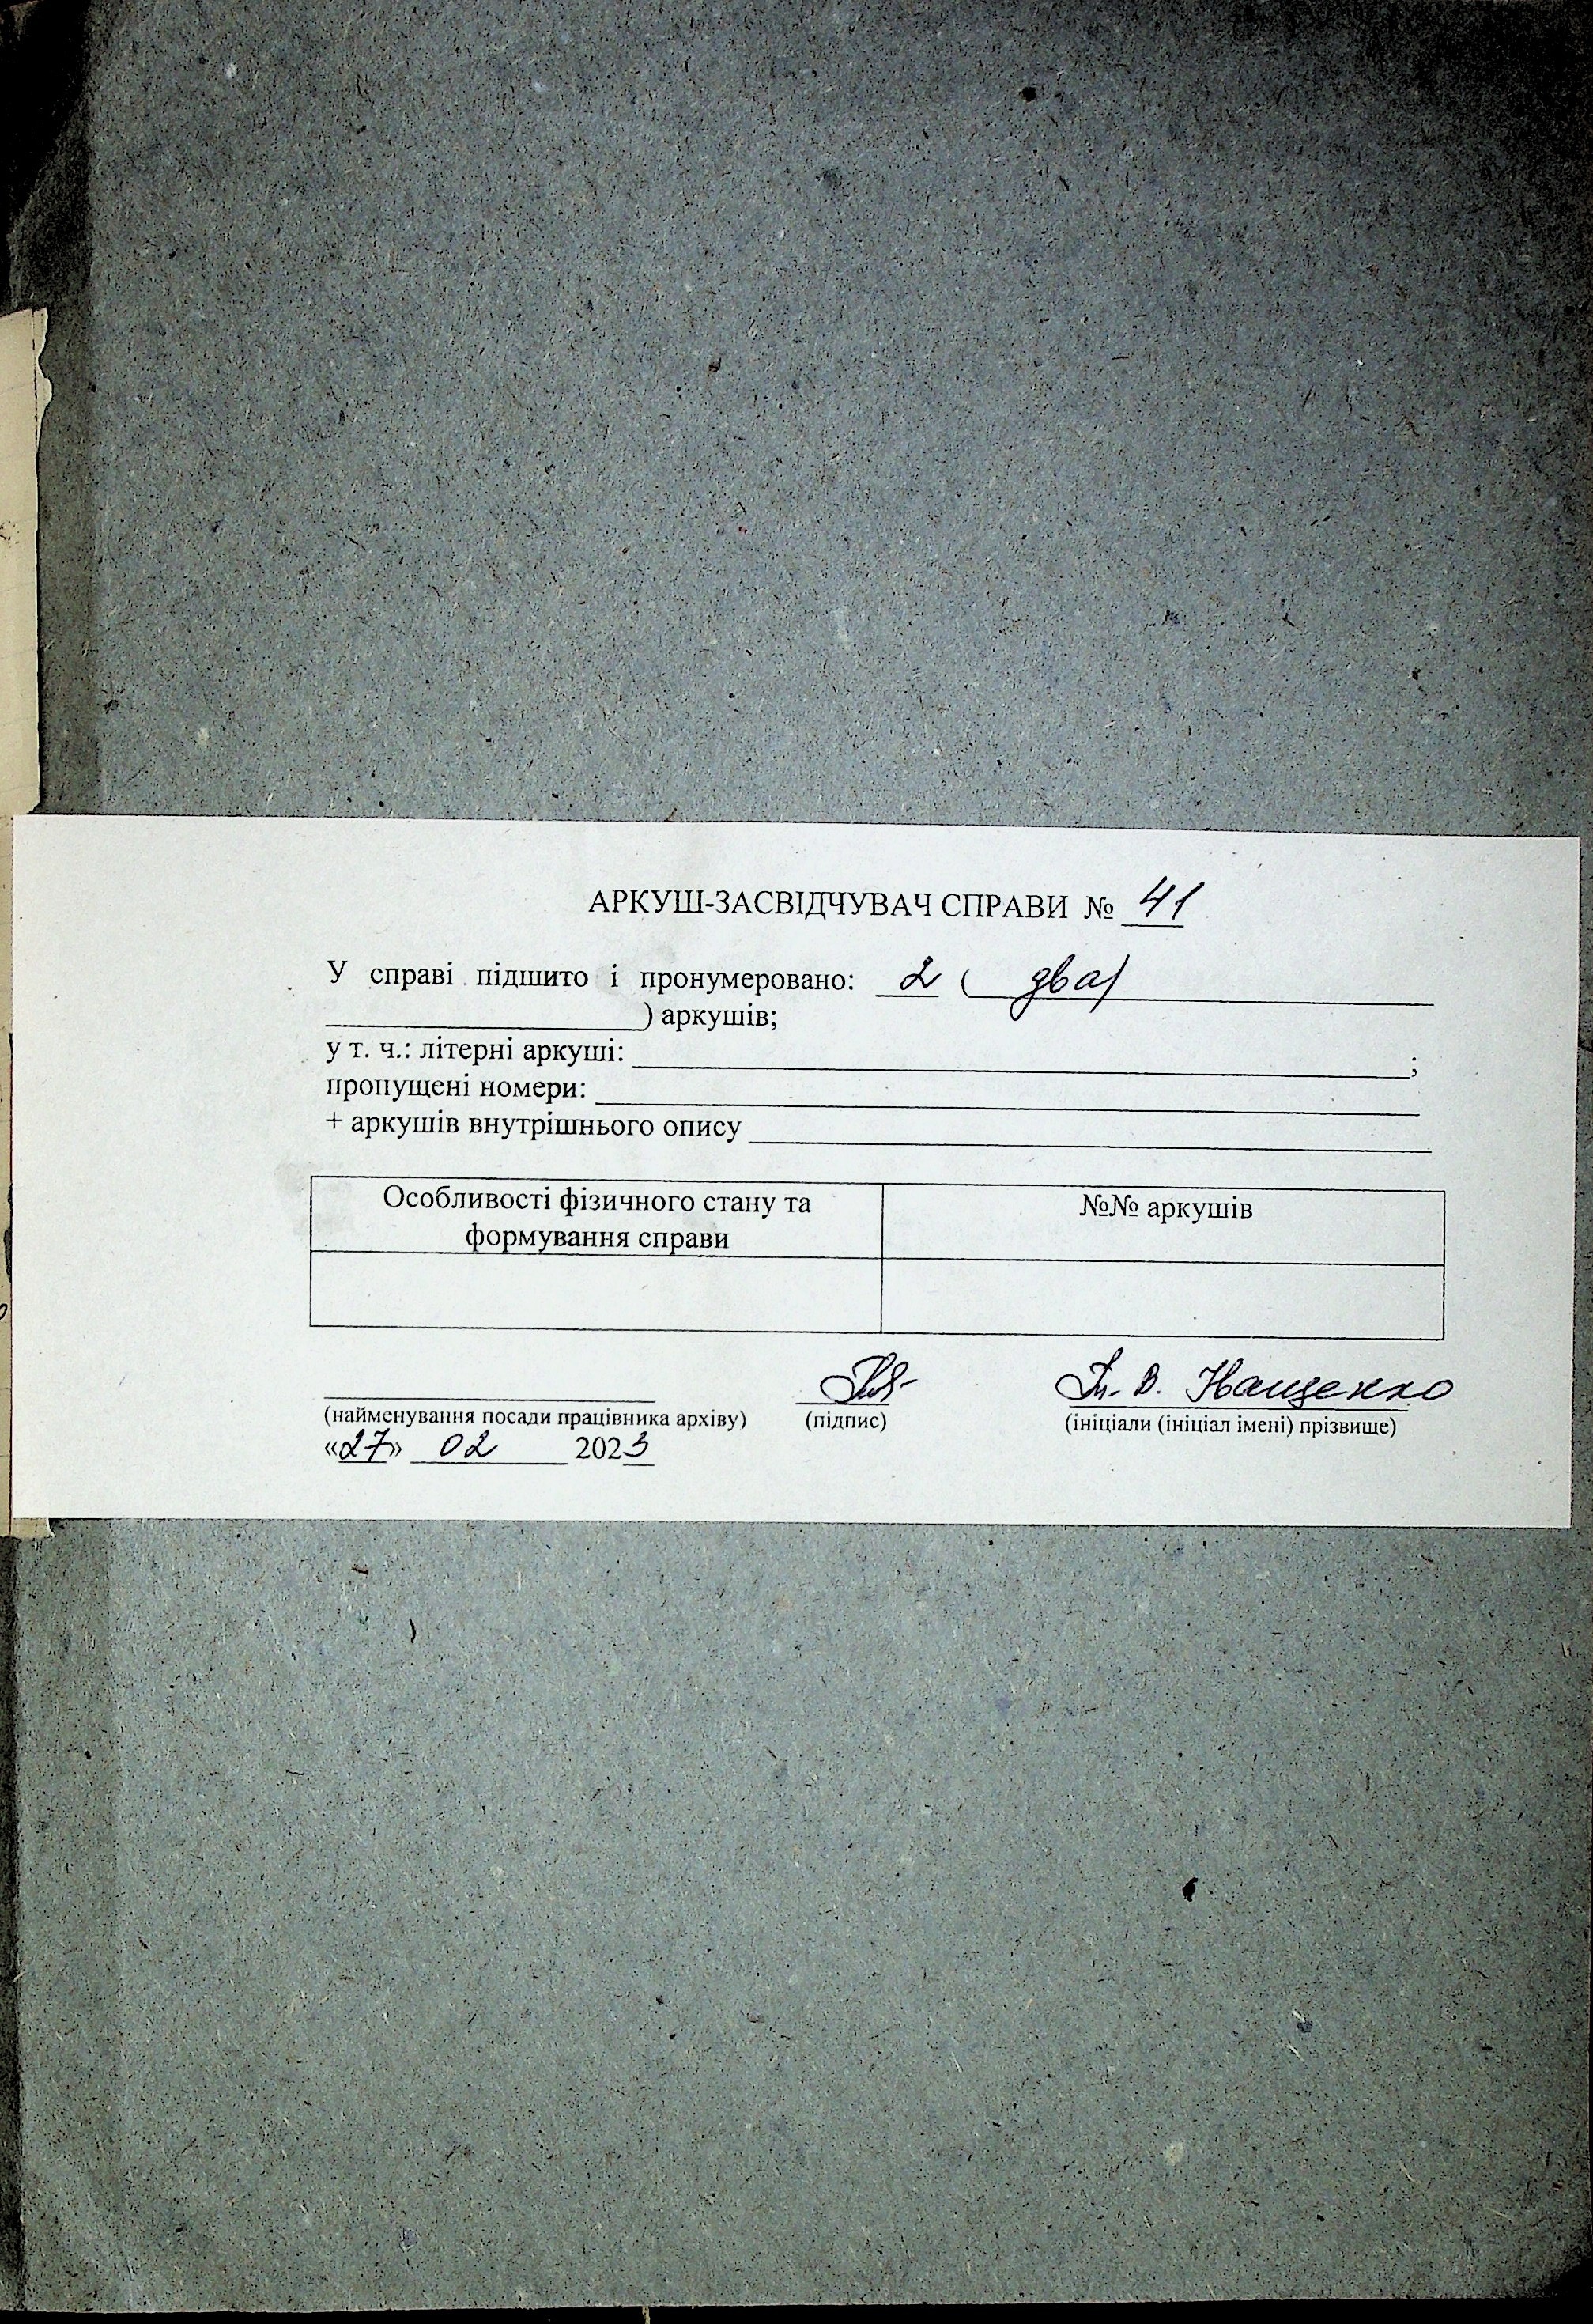 АРКУШ-ЗАСВІДЧУВАЧ СПРАВИ № 41
У справі підшито і пронумеровано: 2 ( два)
) аркушів;
у т. ч.: літерні аркуші: ;
пропущені номери:
+ аркушів внутрішнього опису
Особливості фізичного стану та
формування справи
№№ аркушів
В. Іващенко
(найменування посади працівника архіву) (підпис) (ініціали (ініціал імені) прізвище)
«27» 02 2023